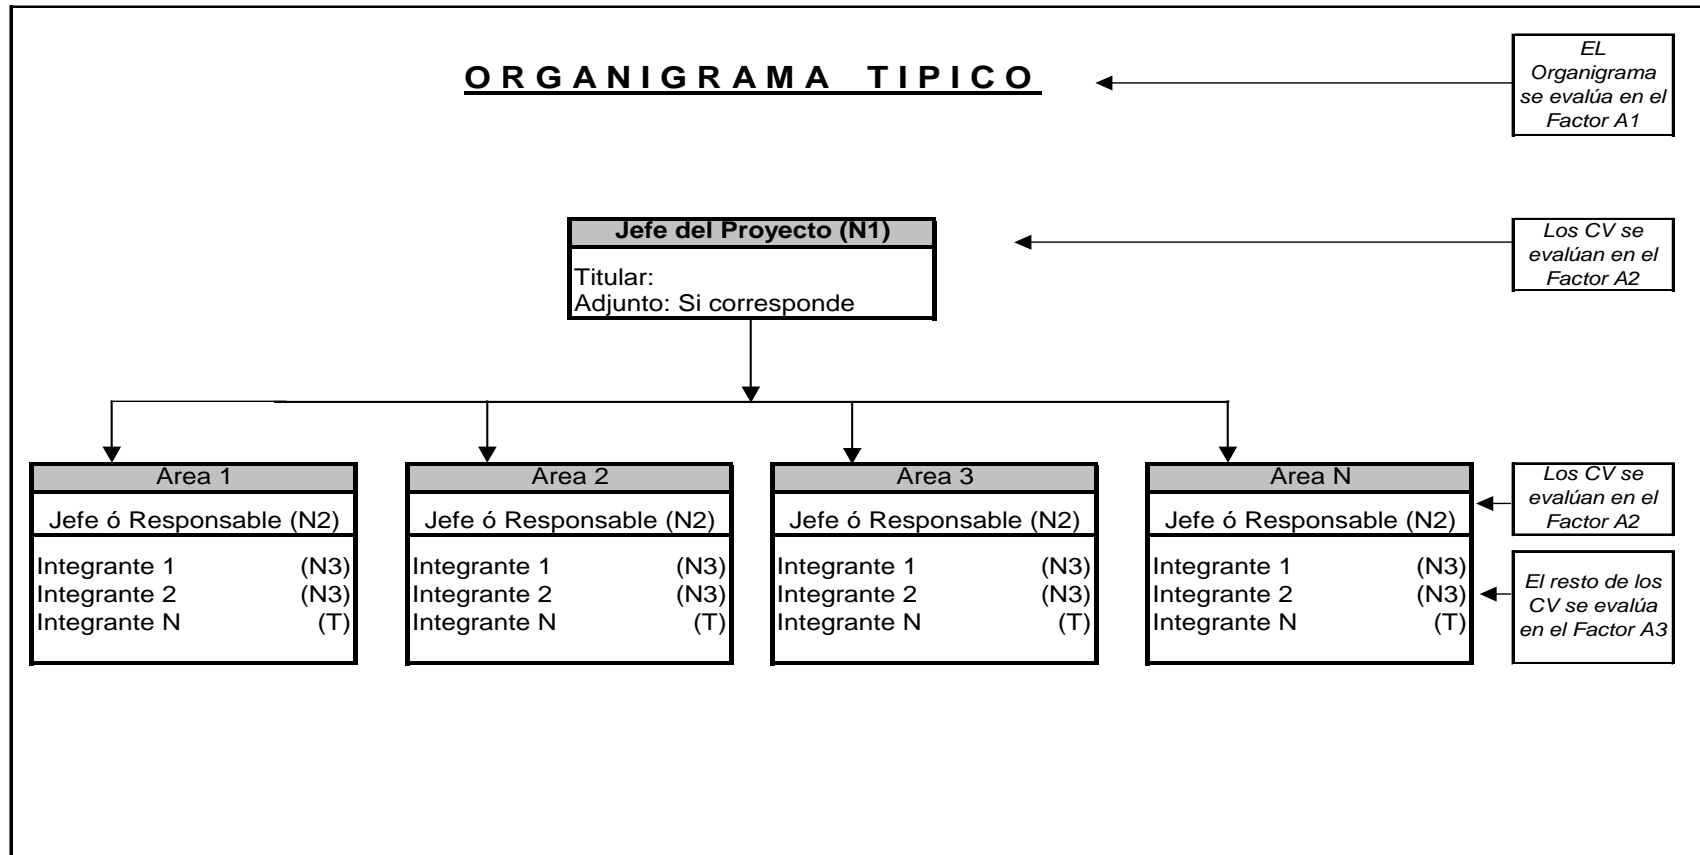 ORGANIGRAMA TIPICO
EL
Organigrama
se evalúa en el
Factor A1
Jefe del Proyecto (N1)
Titular:
Adjunto: Si corresponde
Los CV se
evalúan en el
Factor A2
Area 1
Jefe ó Responsable (N2)
Integrante 1 (N3)
Integrante 2 (N3)
Integrante N (T)
Area 2
Jefe ó Responsable (N2)
Integrante 1 (N3)
Integrante 2 (N3)
Integrante N (T)
Area 3
Jefe ó Responsable (N2)
Integrante 1 (N3)
Integrante 2 (N3)
Integrante N (T)
Area N
Jefe ó Responsable (N2)
Integrante 1 (N3)
Integrante 2 (N3)
Integrante N (T)
Los CV se
evalúan en el
Factor A2
El resto de los
CV se evalúa
en el Factor A3